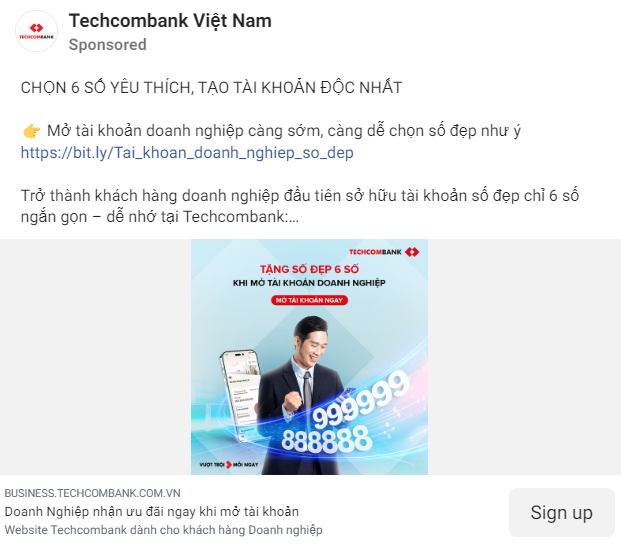 Techcombank Việt Nam
TECHCOMBANK
Sponsored
CHỌN 6 SỐ YÊU THÍCH, TẠO TÀI KHOẢN ĐỘC NHẤT
👉 Mở tài khoản doanh nghiệp càng sớm, càng dễ chọn số đẹp như ý
https://bit.ly/Tai_khoan_doanh_nghiep_so_dep
Trở thành khách hàng doanh nghiệp đầu tiên sở hữu tài khoản số đẹp chỉ 6 số
ngắn gọn – dễ nhớ tại Techcombank:...
TECHCOMBANK
TẶNG SỐ ĐẸP 6 SỐ
KHI MỞ TÀI KHOẢN DOANH NGHIỆP
MỞ TÀI KHOẢN NGAY
999999
888888
VƯỢT TRỘI MỖI NGÀY
BUSINESS.TECHCOMBANK.COM.VN
Doanh Nghiệp nhận ưu đãi ngay khi mở tài khoản
Website Techcombank dành cho khách hàng Doanh nghiệp
Sign up